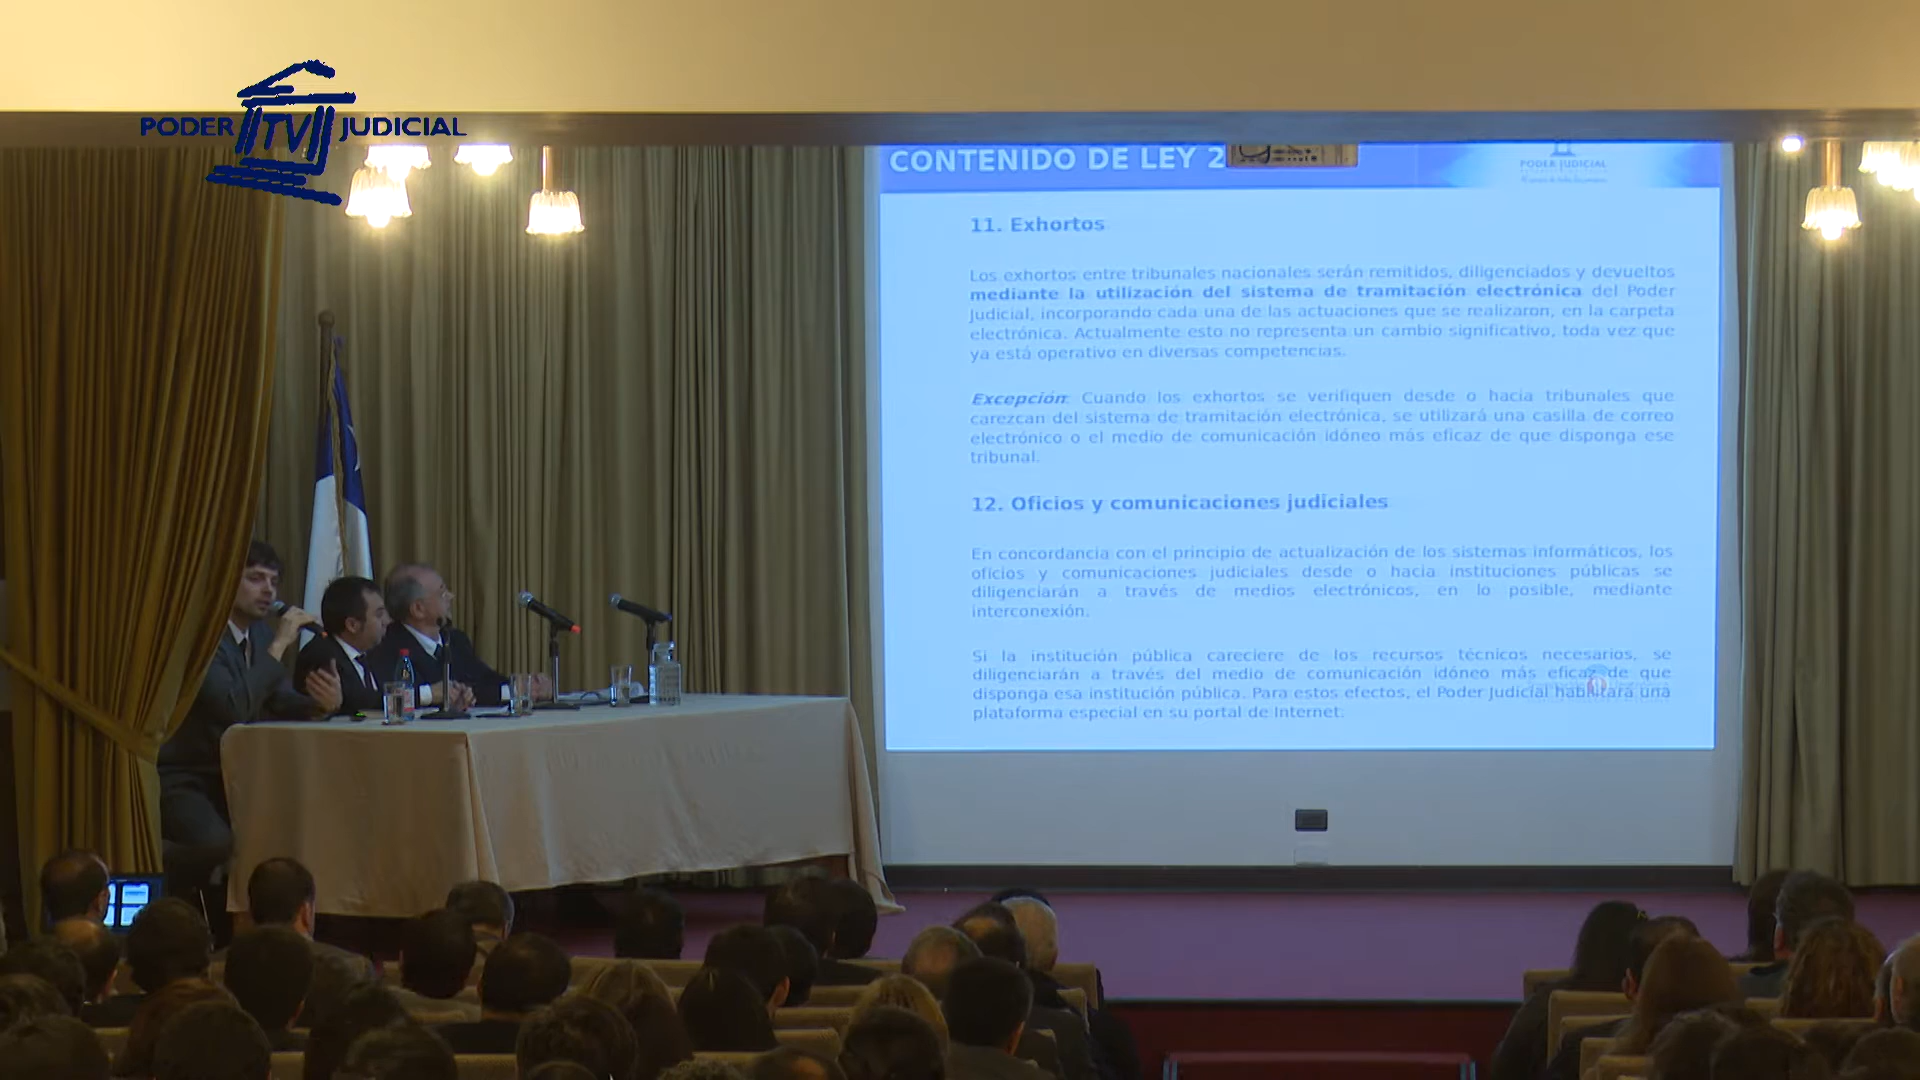 PODER TV JUDICIAL
CONTENIDO DE LEY 2
PODER JUDICIAL
11. Exhortos
Los exhortos entre tribunales nacionales serán remitidos, diligenciados y devueltos
mediante la utilización del sistema de tramitación electrónica del Poder
Judicial, incorporando cada una de las actuaciones que se realizaron, en la carpeta
electrónica. Actualmente esto no representa un cambio significativo, toda vez que
ya está operativo en diversas competencias.
Excepción: Cuando los exhortos se verifiquen desde o hacia tribunales que
carezcan del sistema de tramitación electrónica, se utilizará una casilla de correo
electrónico o el medio de comunicación idóneo más eficaz de que disponga ese
tribunal.
12. Oficios y comunicaciones judiciales
En concordancia con el principio de actualización de los sistemas informáticos, los
oficios y comunicaciones judiciales desde o hacia instituciones públicas se
diligenciarán a través de medios electrónicos, en lo posible, mediante
interconexión.
Si la institución pública careciere de los recursos técnicos necesarios, se
diligenciarán a través del medio de comunicación idóneo más eficaz de que
disponga esa institución pública. Para estos efectos, el Poder Judicial habilitará una
plataforma especial en su portal de Internet.